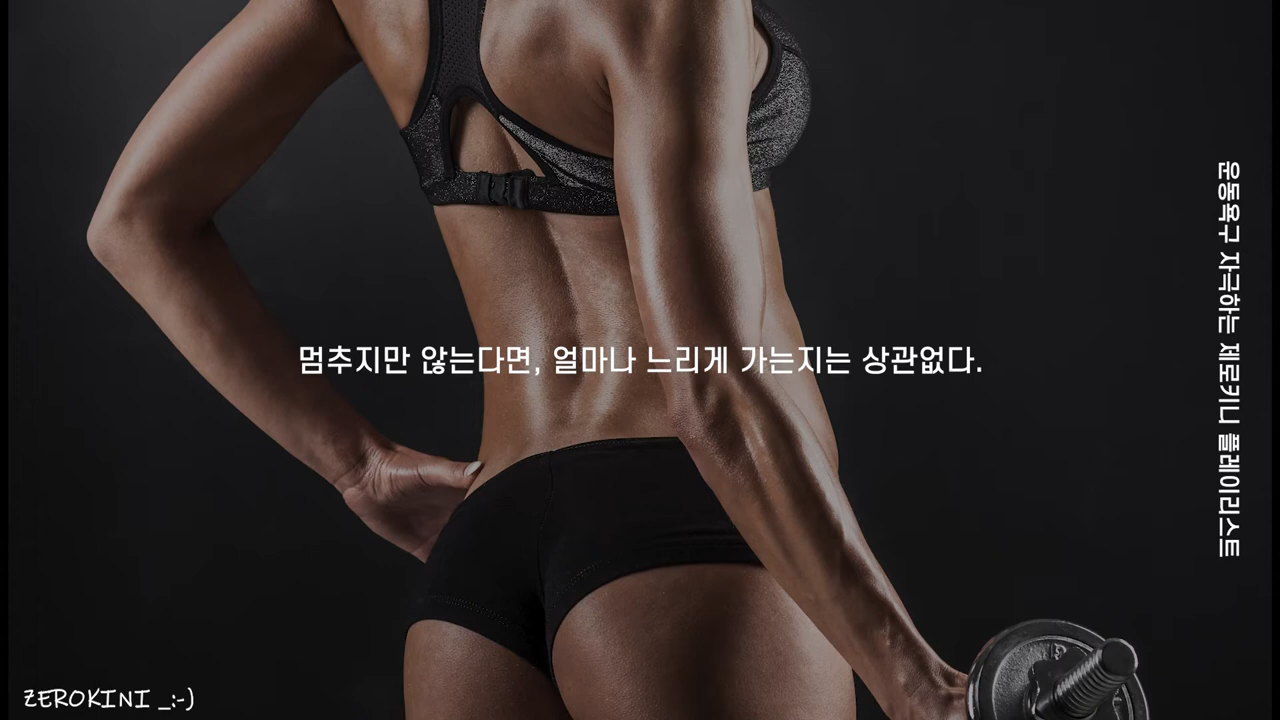 멈추지만 않는다면, 얼마나 느리게 가는지는 상관없다.
운동욕구 자극하는 제로키니 플레이리스트
ZEROKINI _:-)